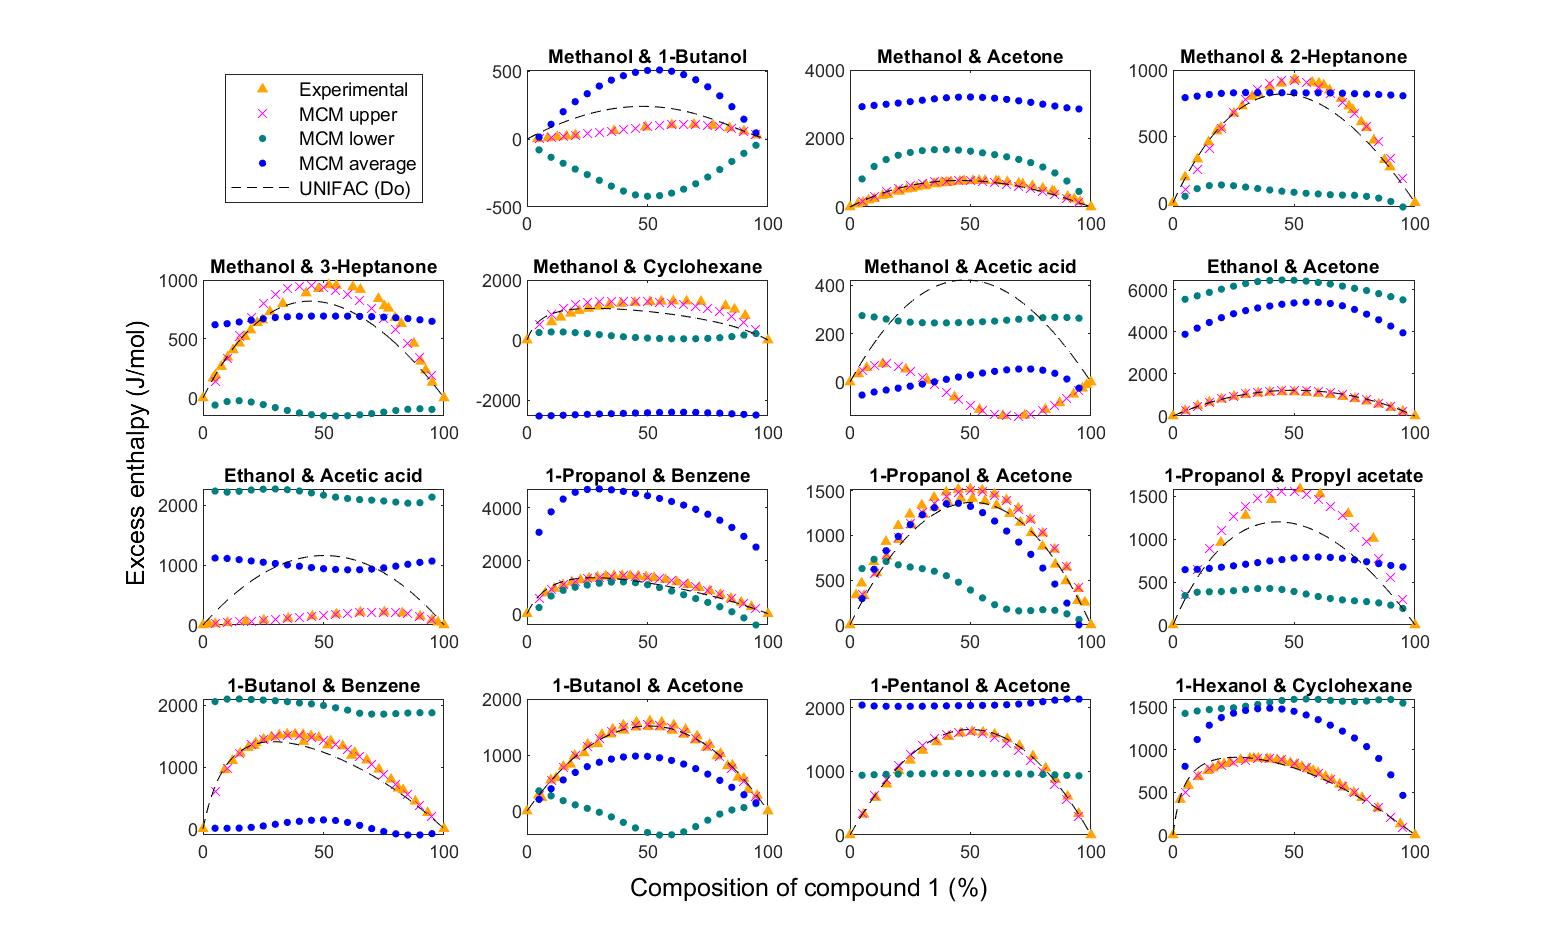 Experimental
MCM upper
MCM lower
MCM average
UNIFAC (Do)
Methanol & 1-Butanol
500
0
-500
0 50 100
Methanol & Acetone
4000
2000
0
0 50 100
Methanol & 2-Heptanone
1000
500
0
0 50 100
Methanol & 3-Heptanone
1000
500
0
0 50 100
Methanol & Cyclohexane
2000
0
-2000
0 50 100
Methanol & Acetic acid
400
200
0
0 50 100
Ethanol & Acetone
6000
4000
2000
0
0 50 100
Ethanol & Acetic acid
2000
1000
0
0 50 100
1-Propanol & Benzene
4000
2000
0
0 50 100
1-Propanol & Acetone
1500
1000
500
0
0 50 100
1-Propanol & Propyl acetate
1500
1000
500
0
0 50 100
1-Butanol & Benzene
2000
1000
0
0 50 100
1-Butanol & Acetone
2000
1000
0
0 50 100
1-Pentanol & Acetone
2000
1000
0
0 50 100
1-Hexanol & Cyclohexane
1500
1000
500
0
0 50 100
Excess enthalpy (J/mol)
Composition of compound 1 (%)